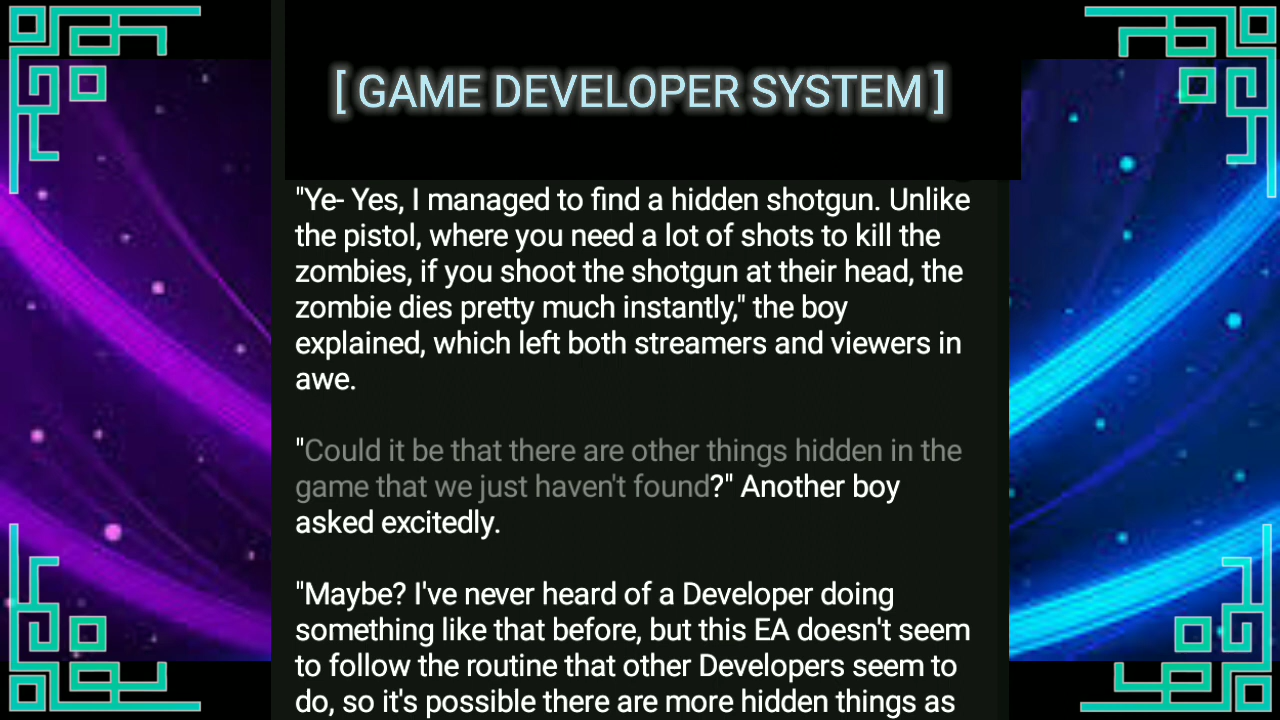 [ GAME DEVELOPER SYSTEM ]
"Ye- Yes, I managed to find a hidden shotgun. Unlike
the pistol, where you need a lot of shots to kill the
zombies, if you shoot the shotgun at their head, the
zombie dies pretty much instantly," the boy
explained, which left both streamers and viewers in
awe.
"Could it be that there are other things hidden in the
game that we just haven't found?" Another boy
asked excitedly.
"Maybe? I've never heard of a Developer doing
something like that before, but this EA doesn't seem
to follow the routine that other Developers seem to
do, so it's possible there are more hidden things as